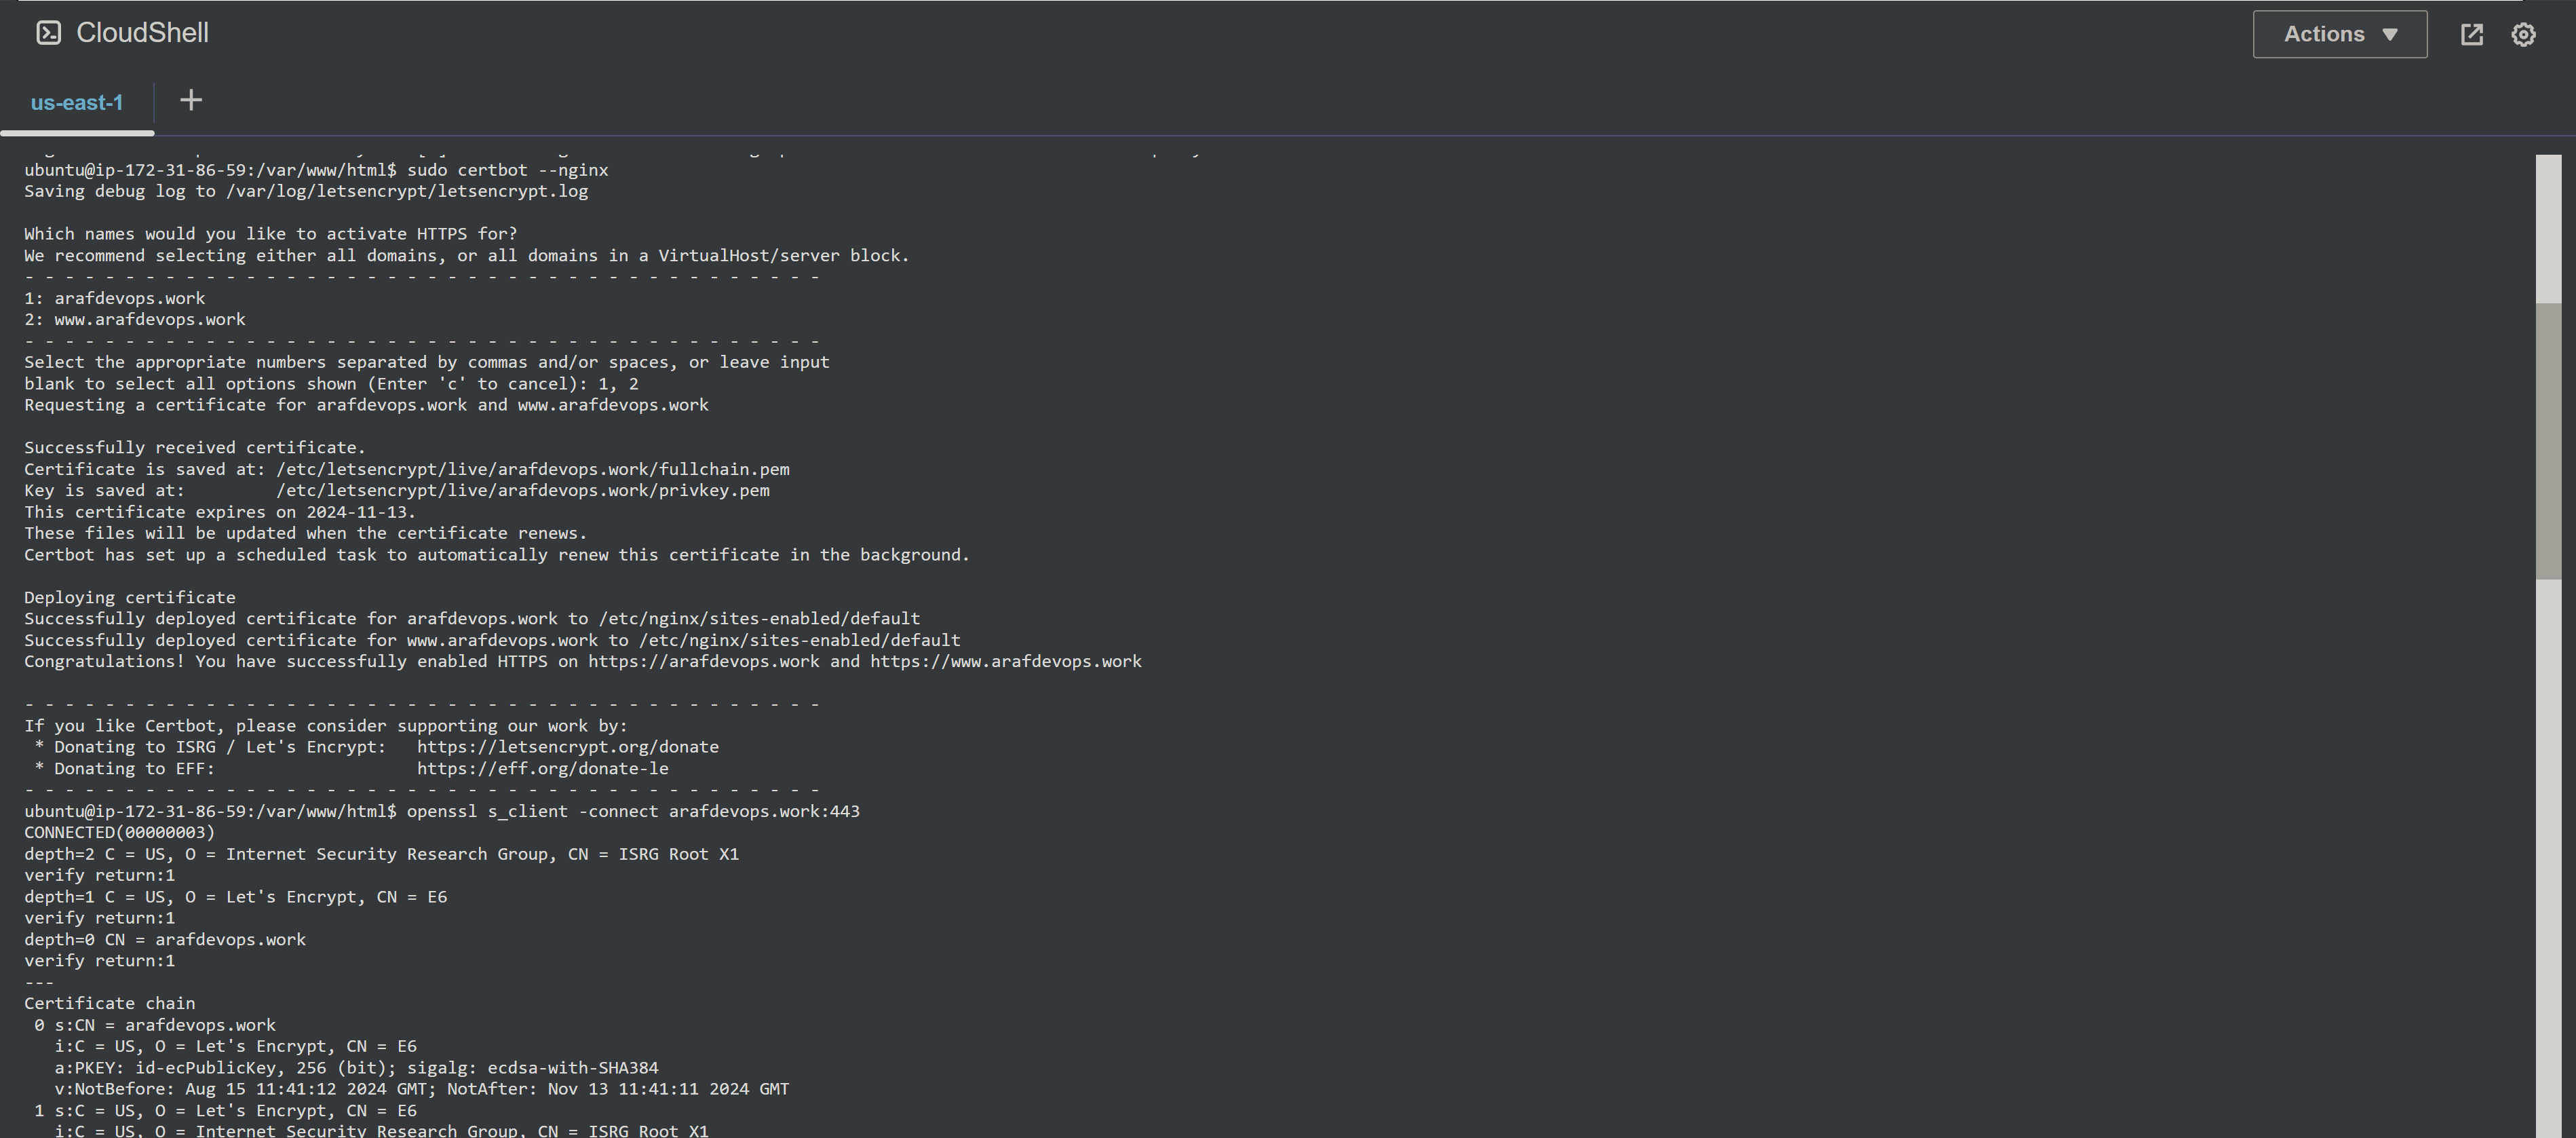 CloudShell
Actions
us-east-1
ubuntu@ip-172-31-86-59:/var/www/html$ sudo certbot --nginx
Saving debug log to /var/log/letsencrypt/letsencrypt.log
Which names would you like to activate HTTPS for?
We recommend selecting either all domains, or all domains in a VirtualHost/server block.
- - - - - - - - - - - - - - - - - - - - - - - - - - - - - - - - - - - - - - - -
1: arafdevops.work
2: www.arafdevops.work
- - - - - - - - - - - - - - - - - - - - - - - - - - - - - - - - - - - - - - - -
Select the appropriate numbers separated by commas and/or spaces, or leave input
blank to select all options shown (Enter 'c' to cancel): 1, 2
Requesting a certificate for arafdevops.work and www.arafdevops.work
Successfully received certificate.
Certificate is saved at: /etc/letsencrypt/live/arafdevops.work/fullchain.pem
Key is saved at:         /etc/letsencrypt/live/arafdevops.work/privkey.pem
This certificate expires on 2024-11-13.
These files will be updated when the certificate renews.
Certbot has set up a scheduled task to automatically renew this certificate in the background.
Deploying certificate
Successfully deployed certificate for arafdevops.work to /etc/nginx/sites-enabled/default
Successfully deployed certificate for www.arafdevops.work to /etc/nginx/sites-enabled/default
Congratulations! You have successfully enabled HTTPS on https://arafdevops.work and https://www.arafdevops.work
- - - - - - - - - - - - - - - - - - - - - - - - - - - - - - - - - - - - - - - -
If you like Certbot, please consider supporting our work by:
 * Donating to ISRG / Let's Encrypt:   https://letsencrypt.org/donate
 * Donating to EFF:                    https://eff.org/donate-le
- - - - - - - - - - - - - - - - - - - - - - - - - - - - - - - - - - - - - - - -
ubuntu@ip-172-31-86-59:/var/www/html$ openssl s_client -connect arafdevops.work:443
CONNECTED(00000003)
depth=2 C = US, O = Internet Security Research Group, CN = ISRG Root X1
verify return:1
depth=1 C = US, O = Let's Encrypt, CN = E6
verify return:1
depth=0 CN = arafdevops.work
verify return:1
---
Certificate chain
 0 s:CN = arafdevops.work
   i:C = US, O = Let's Encrypt, CN = E6
   a:PKEY: id-ecPublicKey, 256 (bit); sigalg: ecdsa-with-SHA384
   v:NotBefore: Aug 15 11:41:12 2024 GMT; NotAfter: Nov 13 11:41:11 2024 GMT
 1 s:C = US, O = Let's Encrypt, CN = E6
   i:C = US, O = Internet Security Research Group, CN = ISRG Root X1